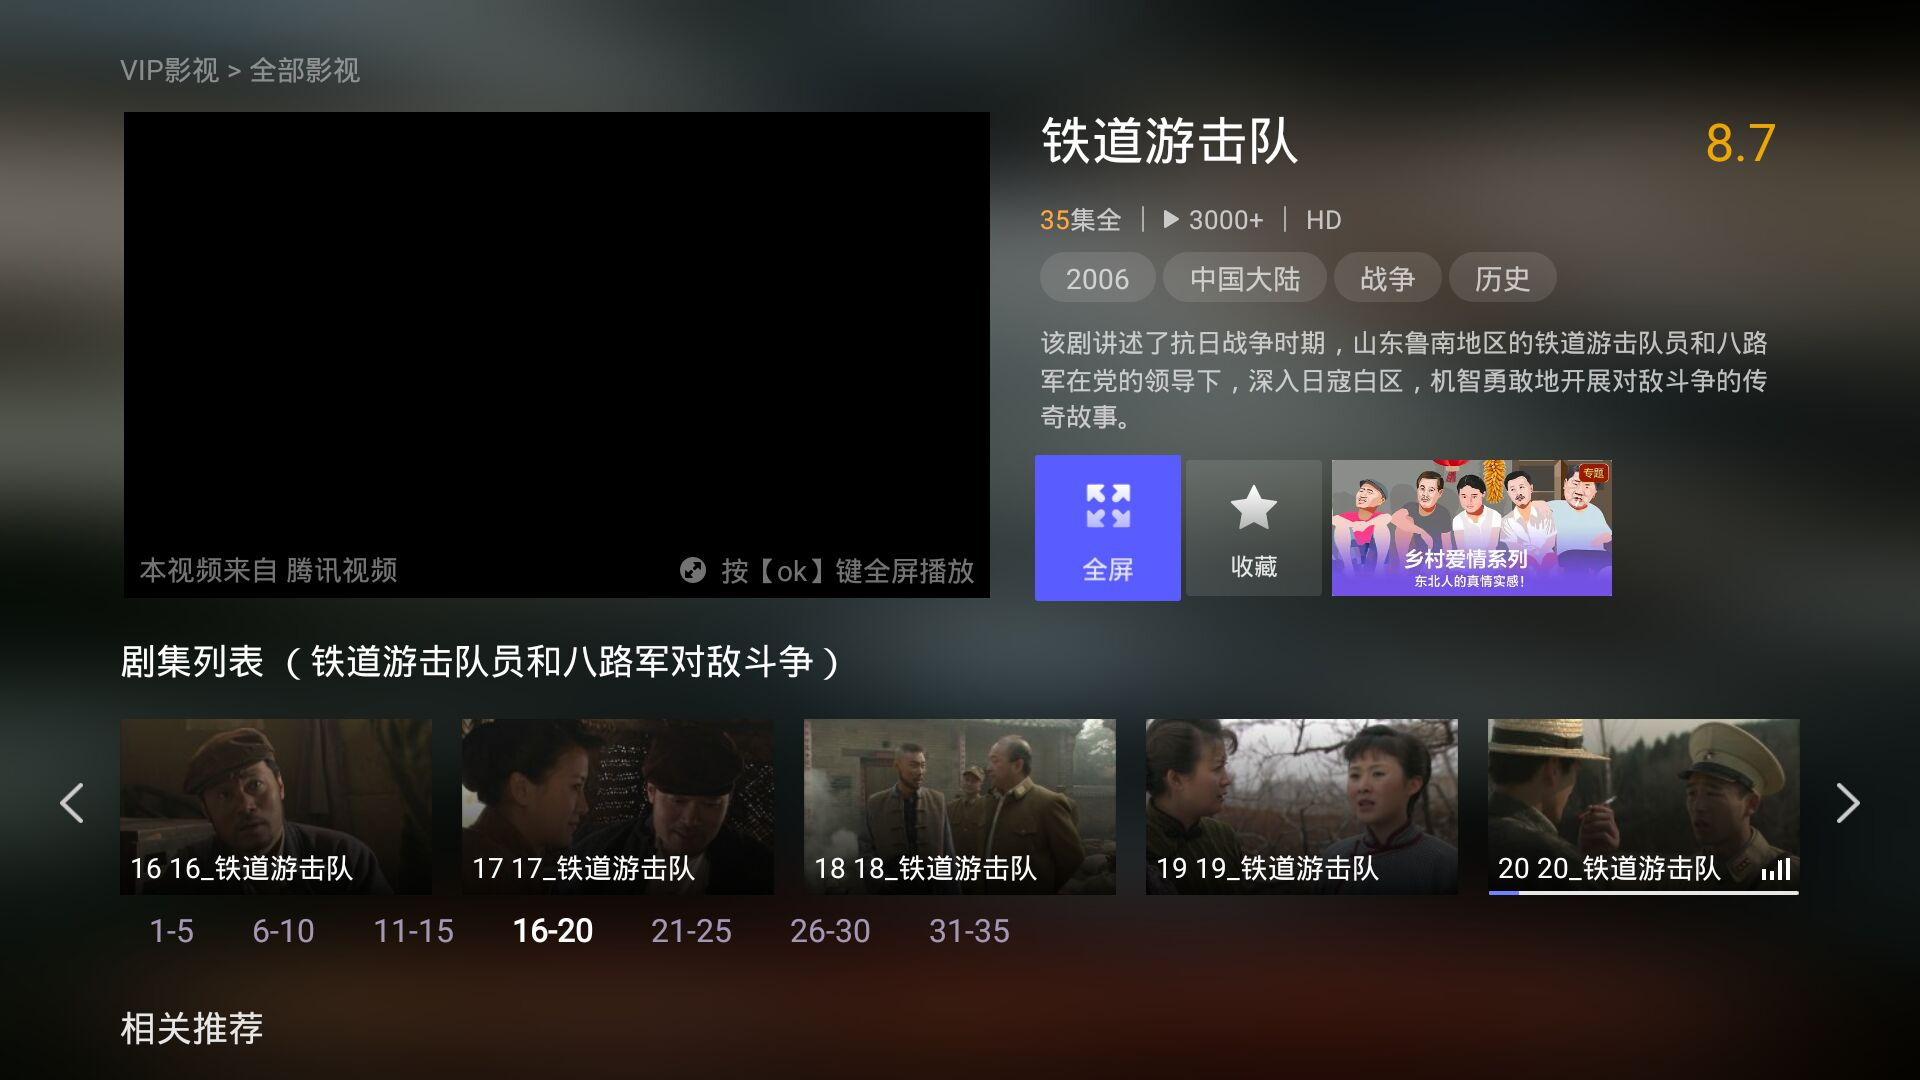 VIP影视 > 全部影视
本视频来自 腾讯视频
按【ok】键全屏播放
铁道游击队
8.7
35集全 | 3000+ | HD
2006 中国大陆 战争 历史
该剧讲述了抗日战争时期，山东鲁南地区的铁道游击队员和八路
军在党的领导下，深入日寇白区，机智勇敢地开展对敌斗争的传
奇故事。
全屏
收藏
专题
乡村爱情系列
东北人的真情实感！
剧集列表 （铁道游击队员和八路军对敌斗争）
16 16_铁道游击队
17 17_铁道游击队
18 18_铁道游击队
19 19_铁道游击队
20 20_铁道游击队
1-5 6-10 11-15 16-20 21-25 26-30 31-35
相关推荐